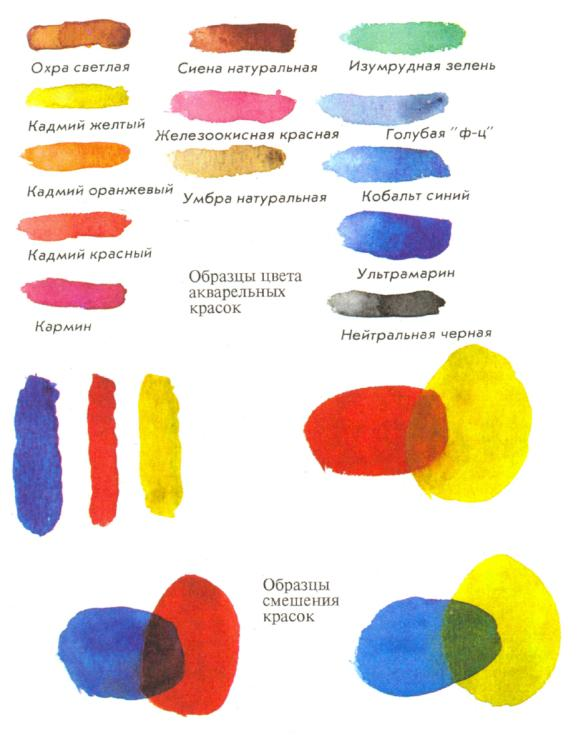 Охра светлая
Сиена натуральная
Изумрудная зелень
Кадмий желтый
Железоокисная красная
Голубая "ф-ц"
Кадмий оранжевый
Умбра натуральная
Кобальт синий
Кадмий красный
Ультрамарин
Кармин
Образцы цвета
акварельных
красок
Нейтральная черная
Образцы
смешения
красок